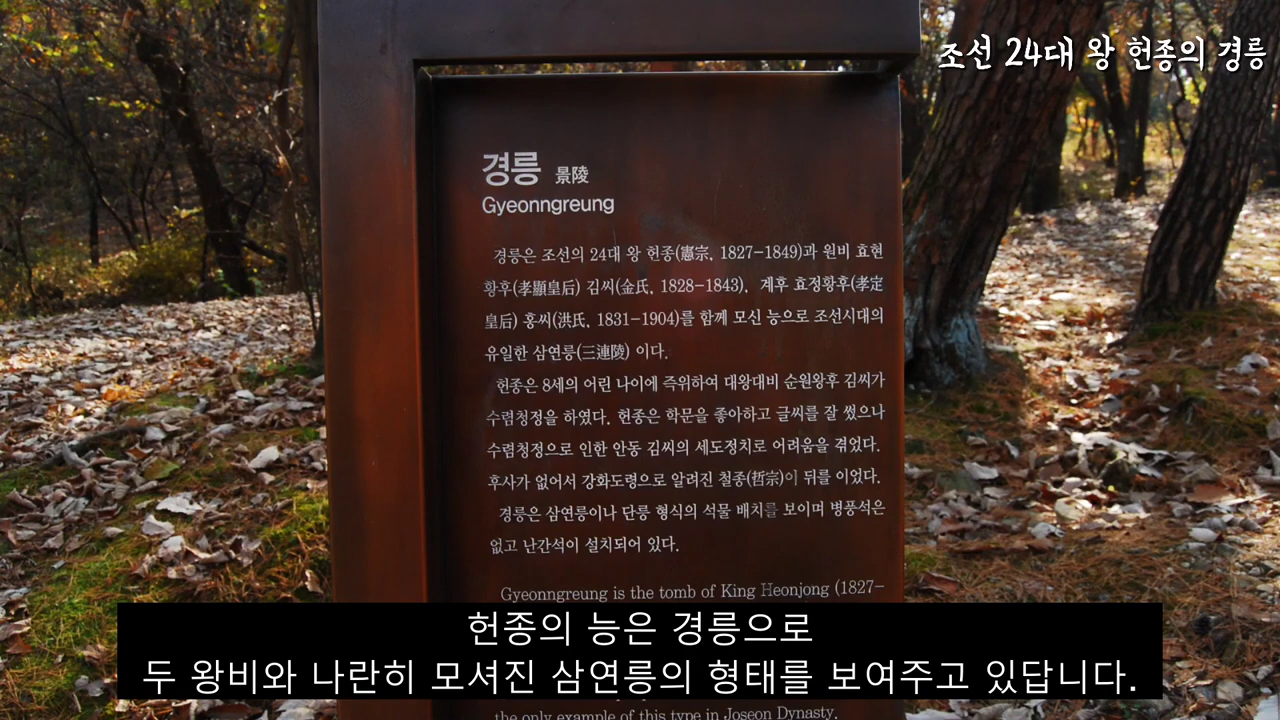 조선 24대 왕 헌종의 경릉
경릉 景陵
Gyeonngreung
경릉은 조선의 24대 왕 헌종(憲宗, 1827-1849)과 원비 효현
황후(孝顯皇后) 김씨(金氏, 1828-1843), 계후 효정황후(孝定
皇后) 홍씨(洪氏, 1831-1904)를 함께 모신 능으로 조선시대의
유일한 삼연릉(三連陵) 이다.
헌종은 8세의 어린 나이에 즉위하여 대왕대비 순원왕후 김씨가
수렴청정을 하였다. 헌종은 학문을 좋아하고 글씨를 잘 썼으나
수렴청정으로 인한 안동 김씨의 세도정치로 어려움을 겪었다.
후사가 없어서 강화도령으로 알려진 철종(哲宗)이 뒤를 이었다.
경릉은 삼연릉이나 단릉 형식의 석물 배치를 보이며 병풍석은
없고 난간석이 설치되어 있다.
Gyeonngreung is the tomb of King Heonjong (1827-
헌종의 능은 경릉으로
두 왕비와 나란히 모셔진 삼연릉의 형태를 보여주고 있답니다.
the only example of this type in Joseon Dynasty.